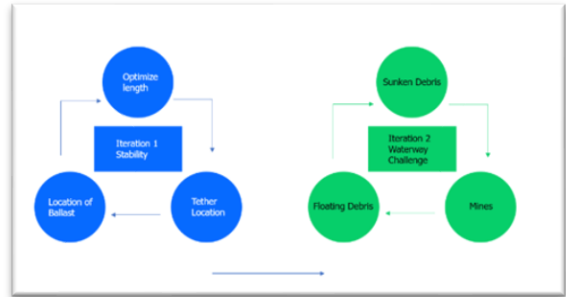 Optimize
length
Iteration 1
Stability
Location of
Ballast
Tether
Location
Sunken Debris
Iteration 2
Waterway
Challenge
Floating Debris
Mines